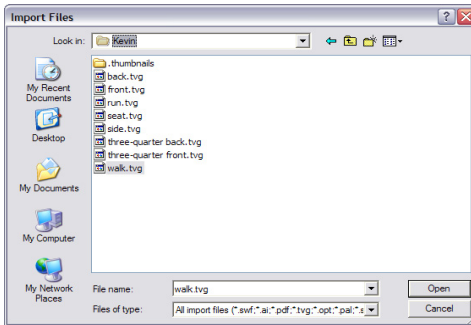 Import Files
Look in:
Kevin
.thumbnails
back.tvg
front.tvg
run.tvg
seat.tvg
side.tvg
three-quarter back.tvg
three-quarter front.tvg
walk.tvg
My Recent
Documents
Desktop
My Documents
My Computer
My Network
Places
File name:
walk.tvg
Open
Files of type:
All import files (*.swf;*.ai;*.pdf;*.tvg;*.opt;*.pal;*.s
Cancel